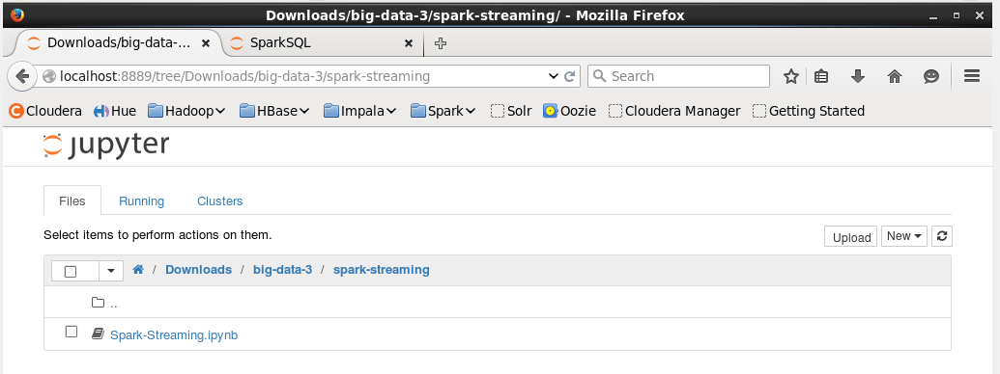 Downloads/big-data-3/spark-streaming/ - Mozilla Firefox
Downloads/big-data-... SparkSQL
localhost:8889/tree/Downloads/big-data-3/spark-streaming Search
Cloudera Hue Hadoop HBase Impala Spark Solr Oozie Cloudera Manager Getting Started
jupyter
Files Running Clusters
Select items to perform actions on them. Upload New
/ Downloads / big-data-3 / spark-streaming
..
Spark-Streaming.ipynb